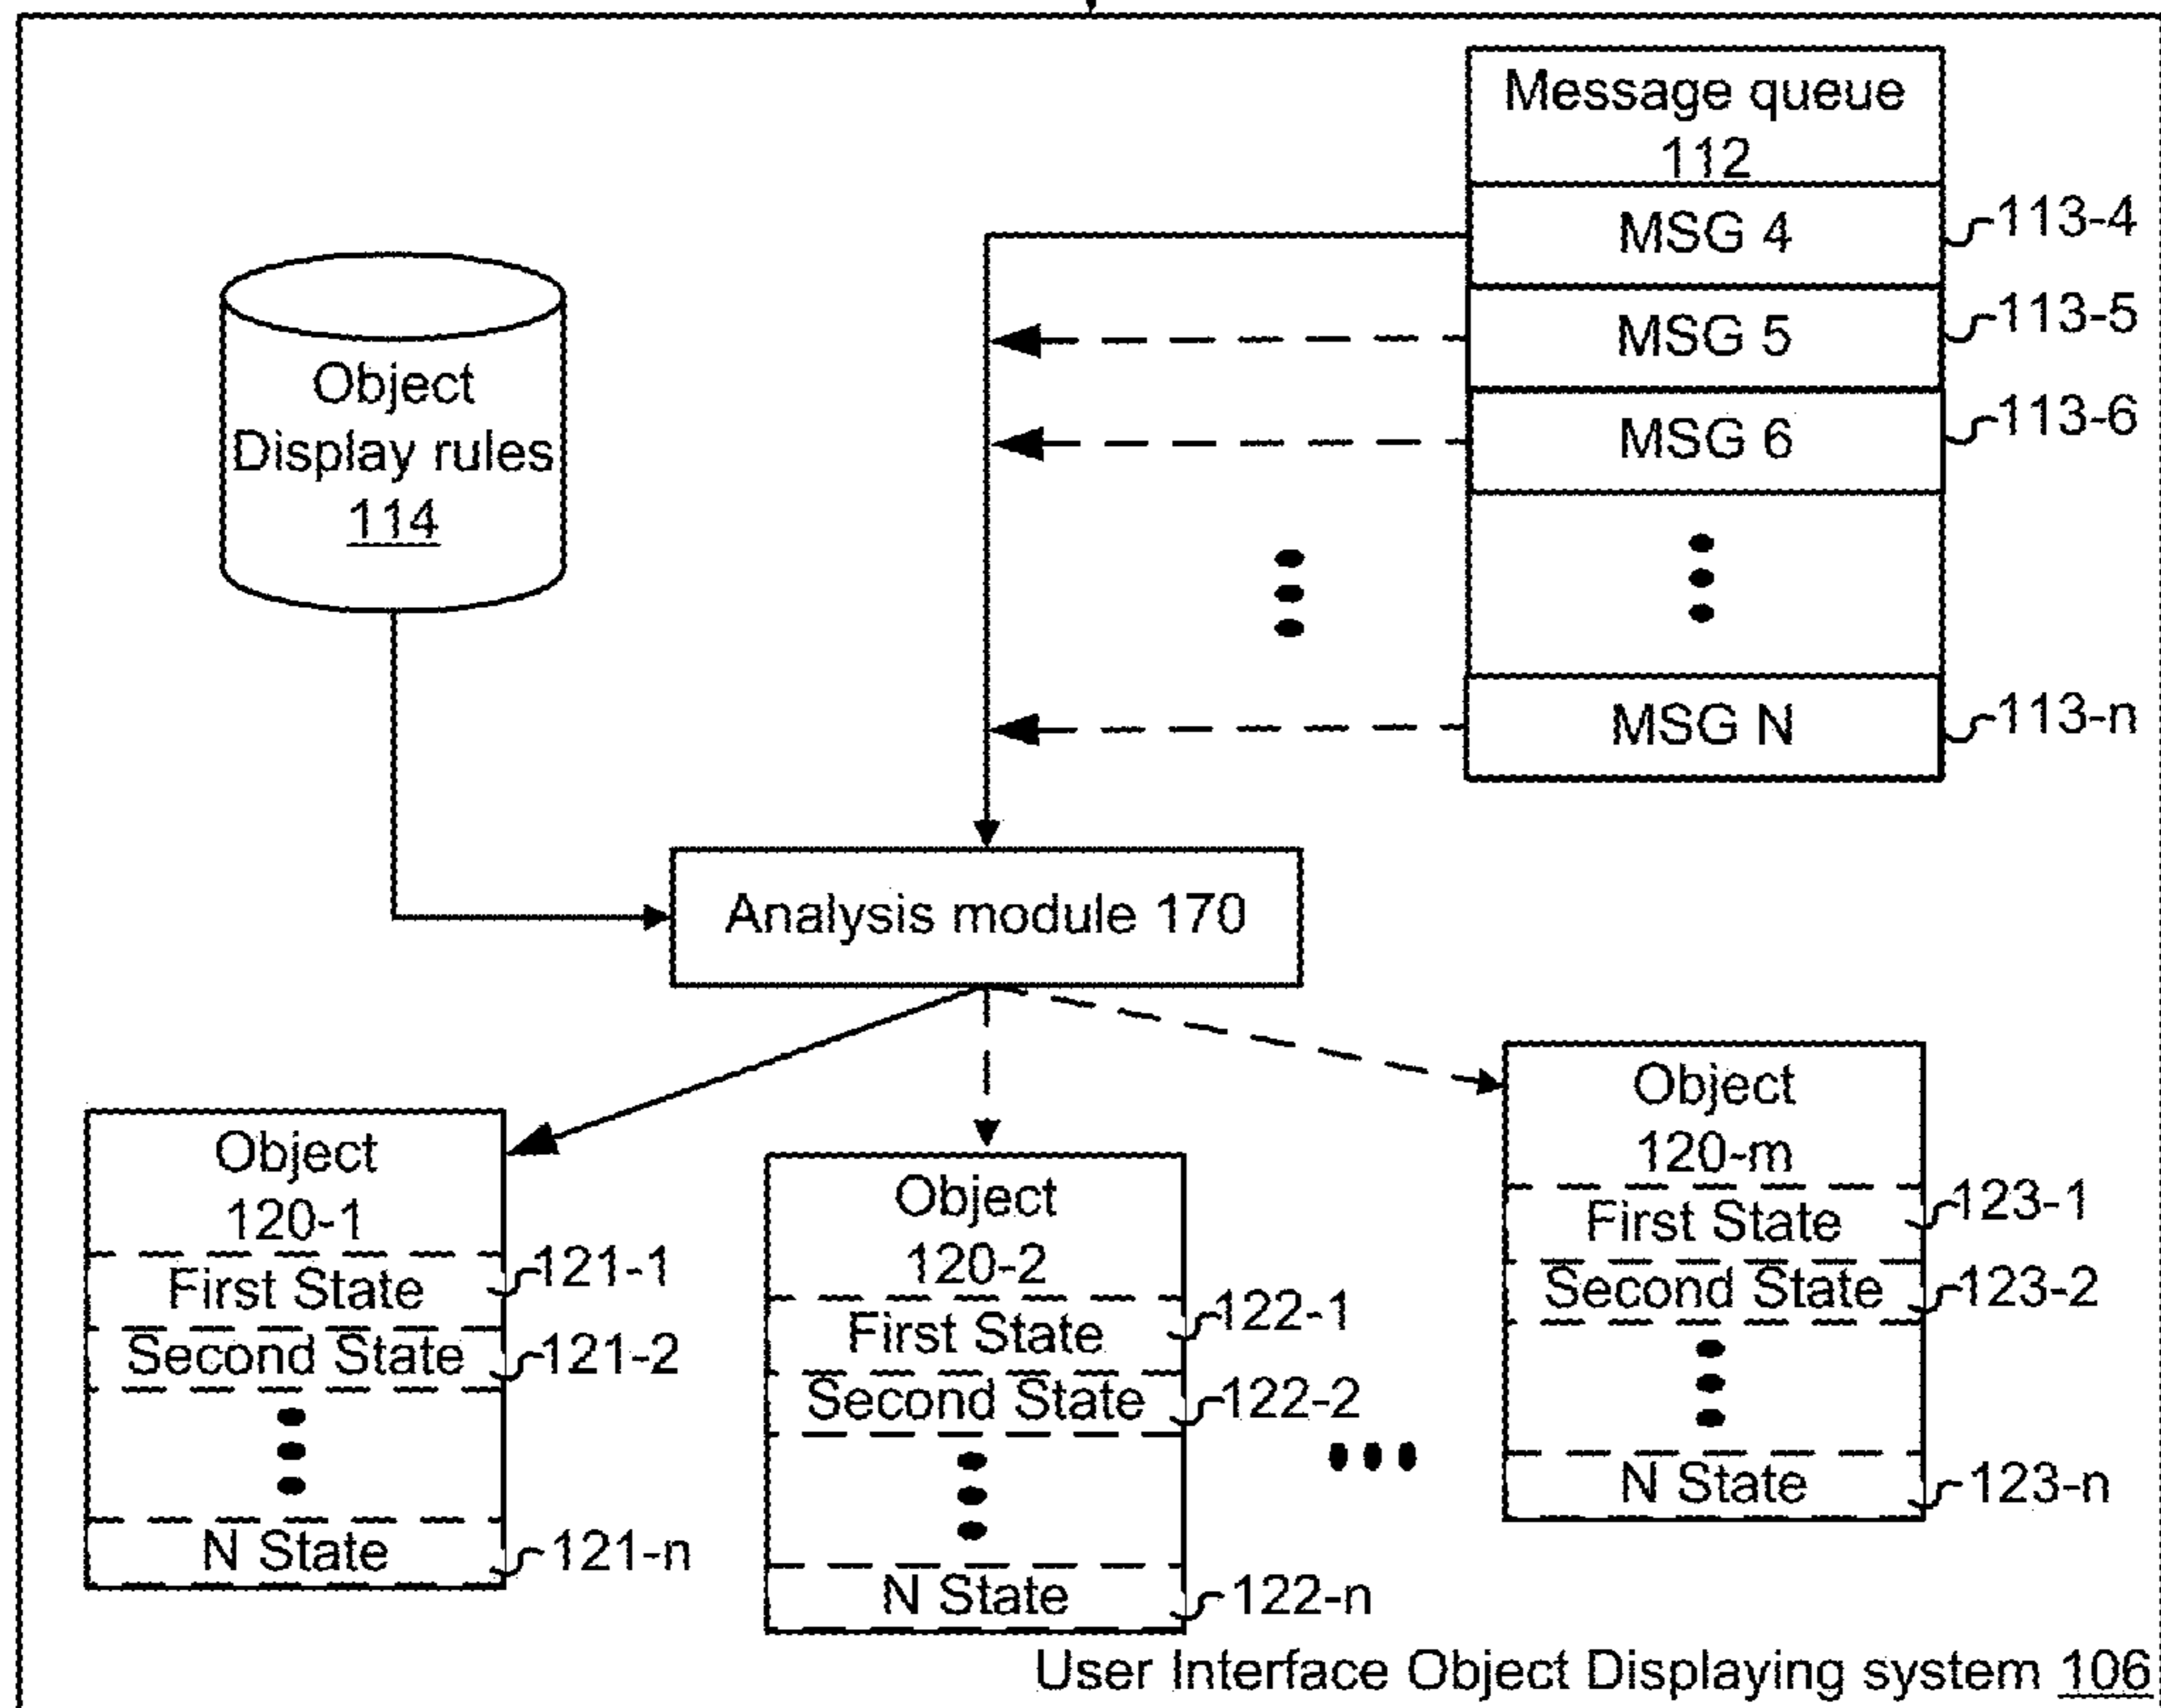 Message queue
112
MSG 4
113-4
MSG 5
113-5
MSG 6
113-6
MSG N
113-n
Object
Display rules
114
Analysis module 170
Object
120-1
First State
121-1
Second State
121-2
N State
121-n
Object
120-2
First State
122-1
Second State
122-2
N State
122-n
Object
120-m
First State
123-1
Second State
123-2
N State
123-n
User Interface Object Displaying system 106